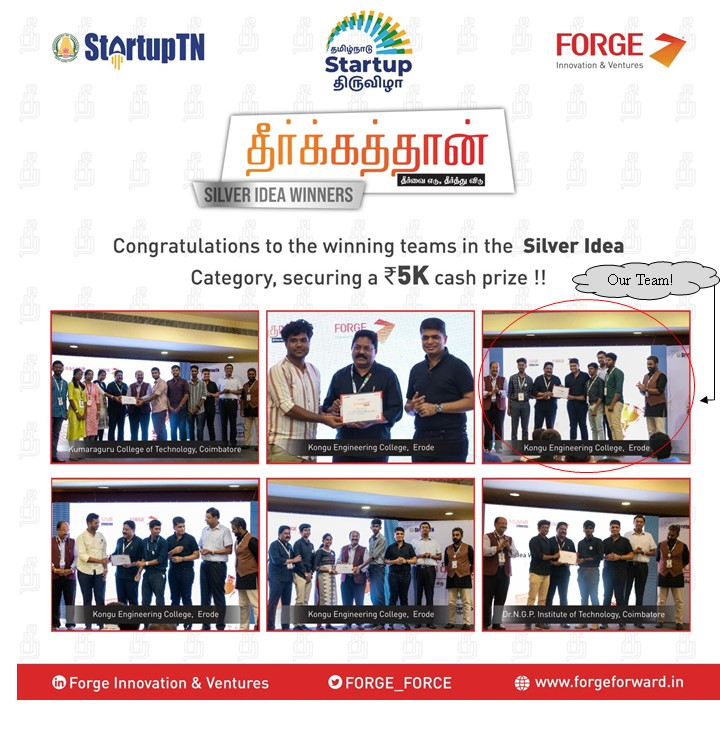 StartupTN
தமிழ்நாடு
Startup
திருவிழா
FORGE
Innovation & Ventures
தீர்க்கத்தான்
தீர்வை எடு, தீர்த்து விடு
SILVER IDEA WINNERS
Congratulations to the winning teams in the Silver Idea
Category, securing a ₹5K cash prize !!
Our Team!
FORGE
Kumaraguru College of Technology, Coimbatore
Kongu Engineering College, Erode
Kongu Engineering College, Erode
Kongu Engineering College, Erode
Kongu Engineering College, Erode
Dr.N.G.P. Institute of Technology, Coimbatore
Forge Innovation & Ventures
FORGE_FORCE
www.forgeforward.in